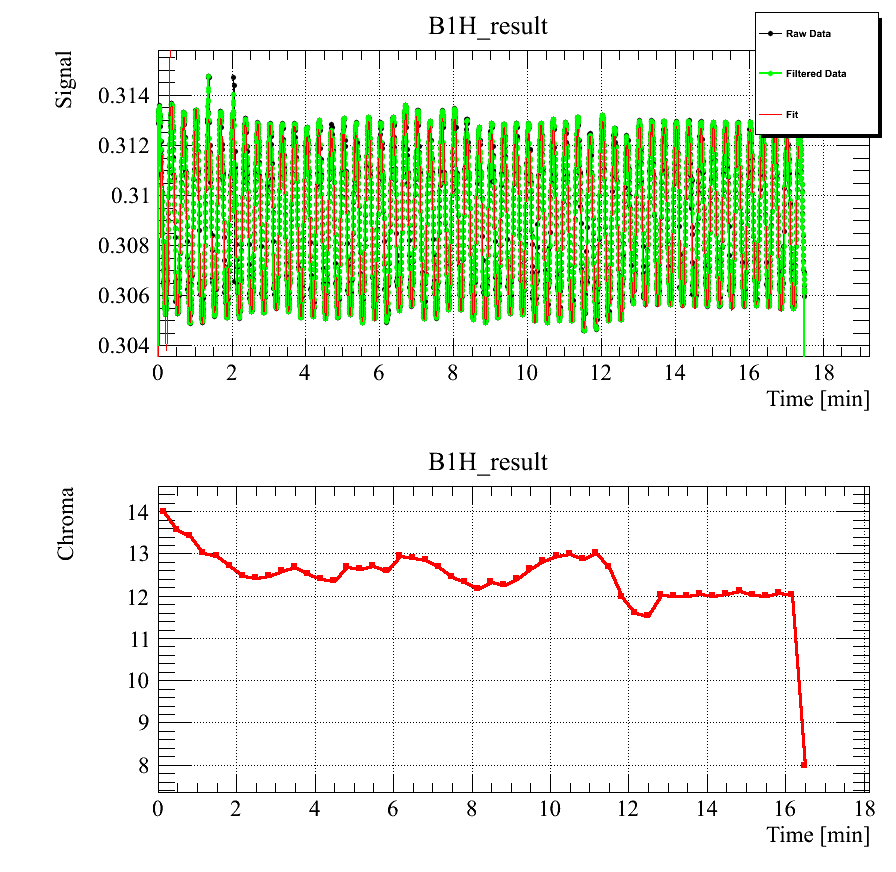 B1H_result
Raw Data
Filtered Data
Fit
Signal
0.314
0.312
0.31
0.308
0.306
0.304
0 2 4 6 8 10 12 14 16 18
Time [min]
B1H_result
Chroma
14
13
12
11
10
9
8
0 2 4 6 8 10 12 14 16 18
Time [min]